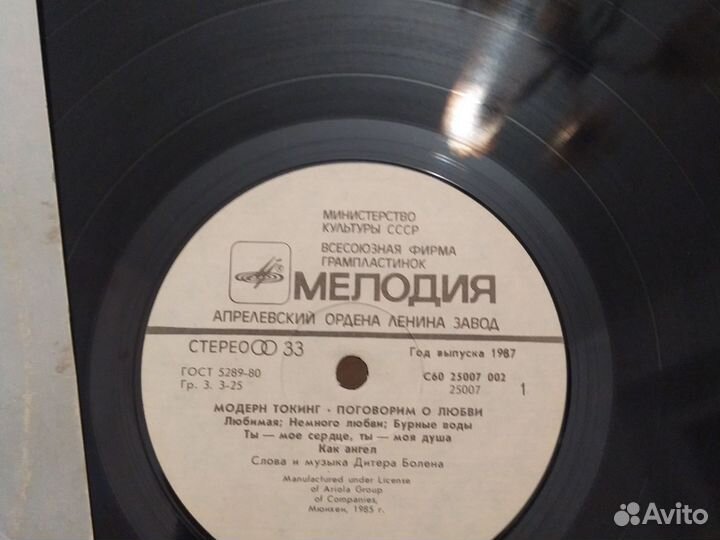 МИНИСТЕРСТВО
КУЛЬТУРЫ СССР
ВСЕСОЮЗНАЯ ФИРМА
ГРАМПЛАСТИНОК
МЕЛОДИЯ
АПРЕЛЕВСКИЙ ОРДЕНА ЛЕНИНА ЗАВОД
СТЕРЕО 33
Год выпуска 1987
ГОСТ 5289-80
Гр. 3. 3-25
С60 25007 002
25007
1
МОДЕРН ТОКИНГ · ПОГОВОРИМ О ЛЮБВИ
Любимая; Немного любви; Бурные воды
Ты — мое сердце, ты — моя душа
Как ангел
Слова и музыка Дитера Болена
Manufactured under License
of Ariola Group
of Companies,
Мюнхен, 1985 г.
Avito